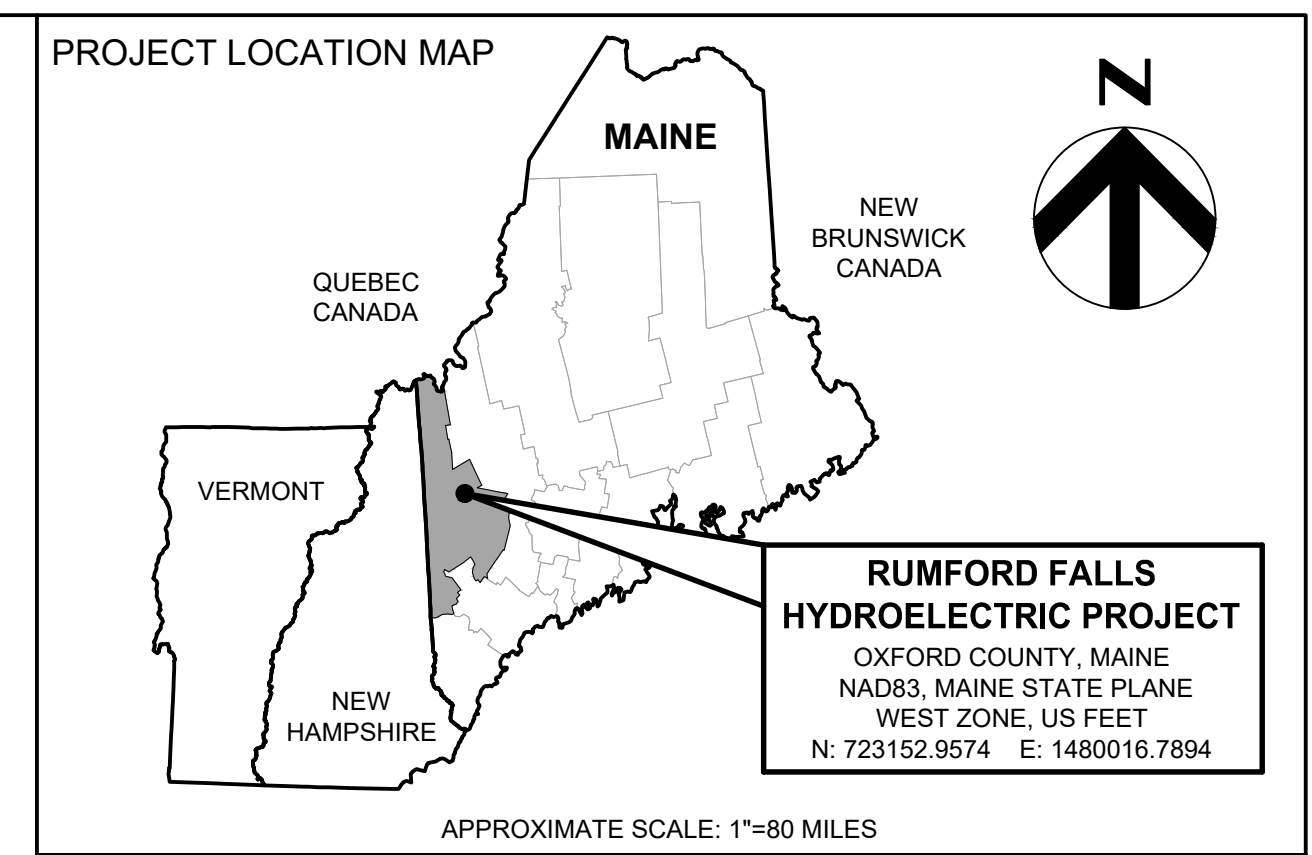 PROJECT LOCATION MAP
N
MAINE
NEW
BRUNSWICK
CANADA
QUEBEC
CANADA
VERMONT
NEW
HAMPSHIRE
RUMFORD FALLS
HYDROELECTRIC PROJECT
OXFORD COUNTY, MAINE
NAD83, MAINE STATE PLANE
WEST ZONE, US FEET
N: 723152.9574 E: 1480016.7894
APPROXIMATE SCALE: 1"=80 MILES